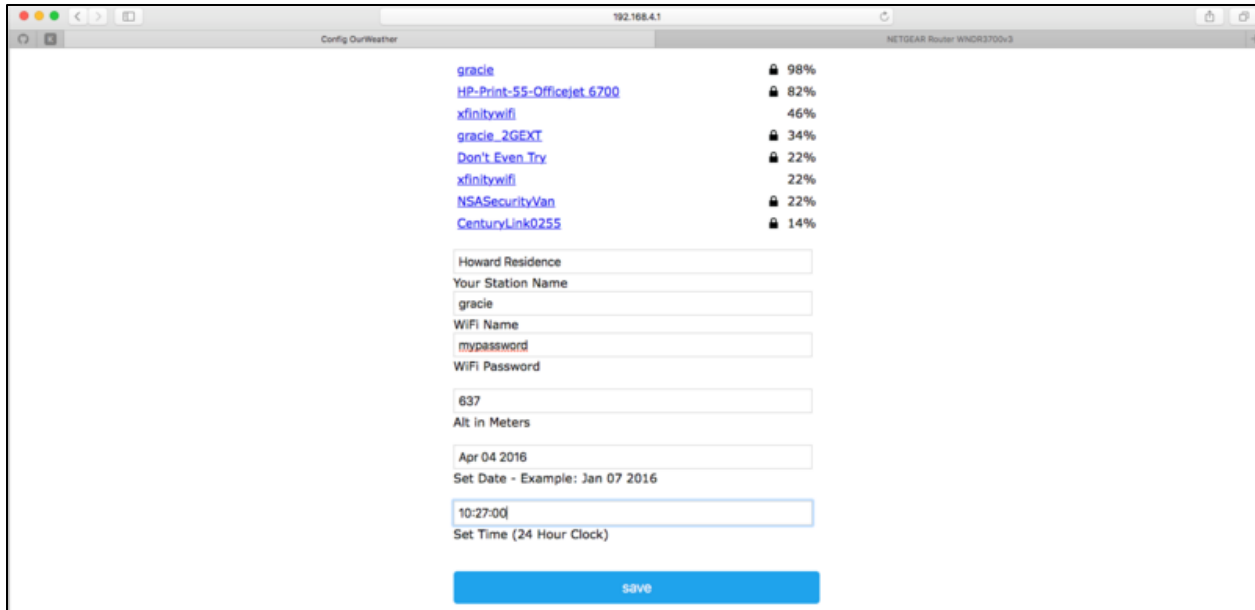 192.168.4.1
Config OurWeather NETGEAR Router WNDR3700v3
gracie 98%
HP-Print-55-Officejet 6700 82%
xfinitywifi 46%
gracie_2GEXT 34%
Don't Even Try 22%
xfinitywifi 22%
NSASecurityVan 22%
CenturyLink0255 14%
Howard Residence
Your Station Name
gracie
WiFi Name
mypassword
WiFi Password
637
Alt in Meters
Apr 04 2016
Set Date - Example: Jan 07 2016
10:27:00
Set Time (24 Hour Clock)
save